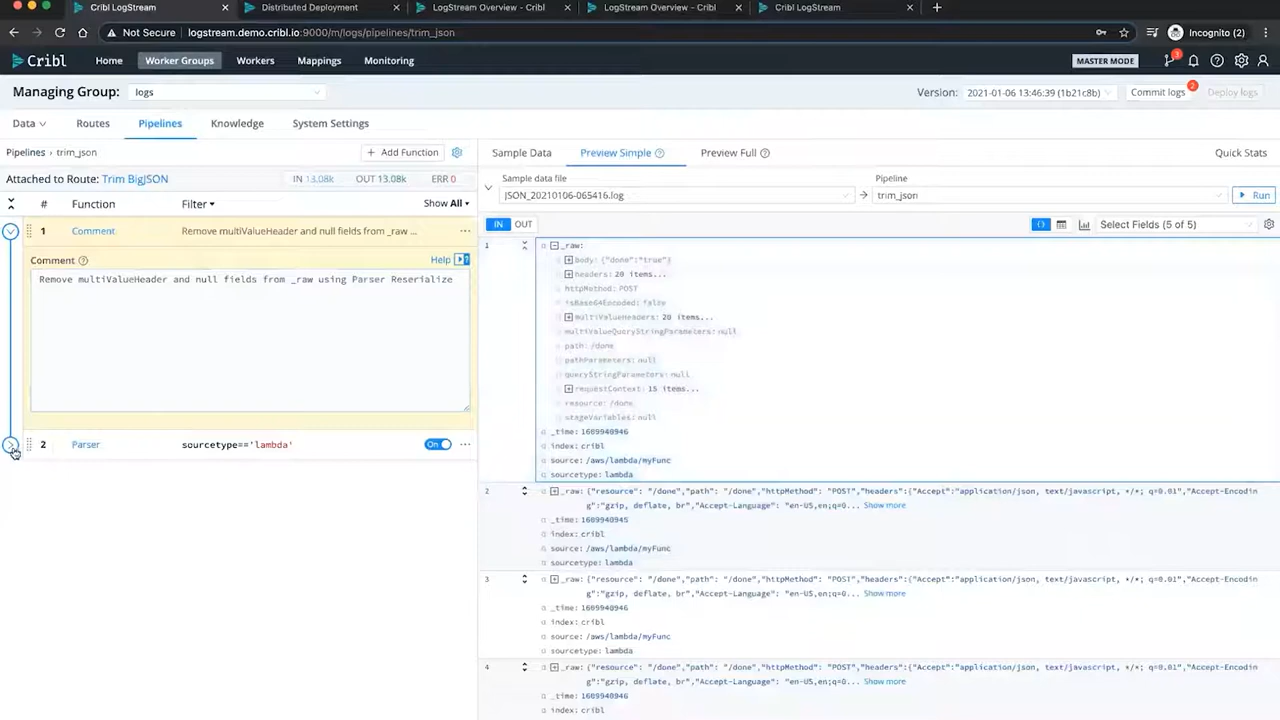 Cribl LogStream
Distributed Deployment
LogStream Overview - Cribl
LogStream Overview - Cribl
Cribl LogStream
Not Secure logstream.demo.cribl.io:9000/m/logs/pipelines/trim_json
Incognito (2)
Cribl Home Worker Groups Workers Mappings Monitoring MASTER MODE 3
Managing Group: logs Version: 2021-01-06 13:46:39 (1b21c8b) Commit logs 2 Deploy logs
Data Routes Pipelines Knowledge System Settings
Pipelines › trim_json + Add Function
Attached to Route: Trim BigJSON IN 13.08k OUT 13.08k ERR 0
# Function Filter Show All
1 Comment Remove multiValueHeader and null fields from _raw ...
Comment Help
Remove multiValueHeader and null fields from _raw using Parser Reserialize
2 Parser sourcetype=='lambda' On
Sample Data Preview Simple Preview Full Quick Stats
Sample data file Pipeline
JSON_20210106-065416.log trim_json Run
IN OUT Select Fields (5 of 5)
1 α _raw:
body: {"done":"true"}
headers: 20 items...
httpMethod: POST
isBase64Encoded: false
multiValueHeaders: 20 items...
multiValueQueryStringParameters: null
path: /done
pathParameters: null
queryStringParameters: null
requestContext: 15 items...
resource: /done
stageVariables: null
_time: 1609940946
α index: cribl
α source: /aws/lambda/myFunc
α sourcetype: lambda
2 α _raw: {"resource": "/done","path": "/done","httpMethod": "POST","headers":{"Accept":"application/json, text/javascript, */*; q=0.01","Accept-Encodin
g":"gzip, deflate, br","Accept-Language": "en-US,en;q=0... Show more
_time: 1609940945
α index: cribl
α source: /aws/lambda/myFunc
α sourcetype: lambda
3 α _raw: {"resource": "/done","path": "/done","httpMethod": "POST","headers":{"Accept":"application/json, text/javascript, */*; q=0.01","Accept-Encodin
g":"gzip, deflate, br","Accept-Language": "en-US,en;q=0... Show more
_time: 1609940946
α index: cribl
α source: /aws/lambda/myFunc
α sourcetype: lambda
4 α _raw: {"resource": "/done","path": "/done","httpMethod": "POST","headers":{"Accept":"application/json, text/javascript, */*; q=0.01","Accept-Encodin
g":"gzip, deflate, br","Accept-Language": "en-US,en;q=0... Show more
_time: 1609940946
α index: cribl